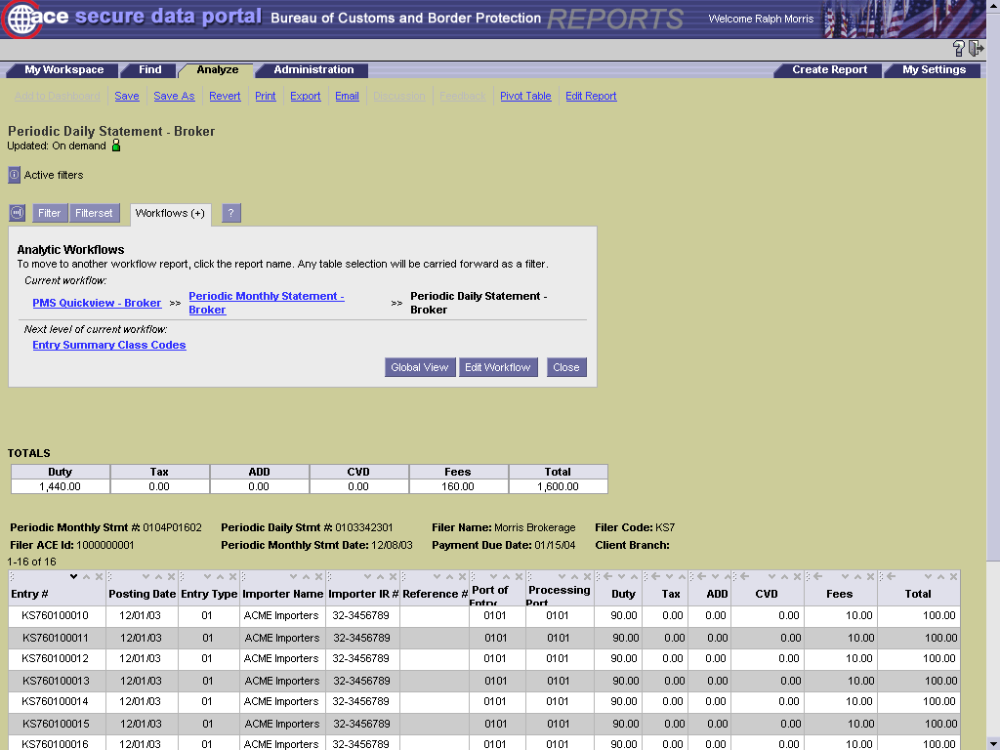 ace secure data portal Bureau of Customs and Border Protection REPORTS Welcome Ralph Morris
?
My Workspace Find Analyze Administration Create Report My Settings
Add to Dashboard Save Save As Revert Print Export Email Discussion Feedback Pivot Table Edit Report
Periodic Daily Statement - Broker
Updated: On demand
Active filters
Filter Filterset Workflows (+) ?
Analytic Workflows
To move to another workflow report, click the report name. Any table selection will be carried forward as a filter.
Current workflow:
PMS Quickview - Broker >> Periodic Monthly Statement - Broker >> Periodic Daily Statement - Broker
Next level of current workflow:
Entry Summary Class Codes
Global View Edit Workflow Close
TOTALS
Duty Tax ADD CVD Fees Total
1,440.00 0.00 0.00 0.00 160.00 1,600.00
Periodic Monthly Stmt #: 0104P01602 Periodic Daily Stmt #: 0103342301 Filer Name: Morris Brokerage Filer Code: KS7
Filer ACE Id: 1000000001 Periodic Monthly Stmt Date: 12/08/03 Payment Due Date: 01/15/04 Client Branch:
1-16 of 16
Entry # Posting Date Entry Type Importer Name Importer IR # Reference # Port of Entry Processing Port Duty Tax ADD CVD Fees Total
KS760100010 12/01/03 01 ACME Importers 32-3456789 0101 0101 90.00 0.00 0.00 0.00 10.00 100.00
KS760100011 12/01/03 01 ACME Importers 32-3456789 0101 0101 90.00 0.00 0.00 0.00 10.00 100.00
KS760100012 12/01/03 01 ACME Importers 32-3456789 0101 0101 90.00 0.00 0.00 0.00 10.00 100.00
KS760100013 12/01/03 01 ACME Importers 32-3456789 0101 0101 90.00 0.00 0.00 0.00 10.00 100.00
KS760100014 12/01/03 01 ACME Importers 32-3456789 0101 0101 90.00 0.00 0.00 0.00 10.00 100.00
KS760100015 12/01/03 01 ACME Importers 32-3456789 0101 0101 90.00 0.00 0.00 0.00 10.00 100.00
KS760100016 12/01/03 01 ACME Importers 32-3456789 0101 0101 90.00 0.00 0.00 0.00 10.00 100.00